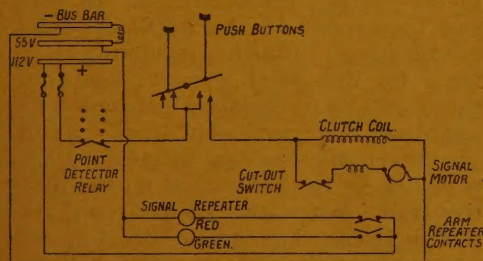 − BUS BAR
55V
112V
+
PUSH BUTTONS
POINT
DETECTOR
RELAY
CLUTCH COIL.
CUT-OUT
SWITCH
SIGNAL
MOTOR
SIGNAL REPEATER
RED
GREEN.
ARM
REPEATER
CONTACTS